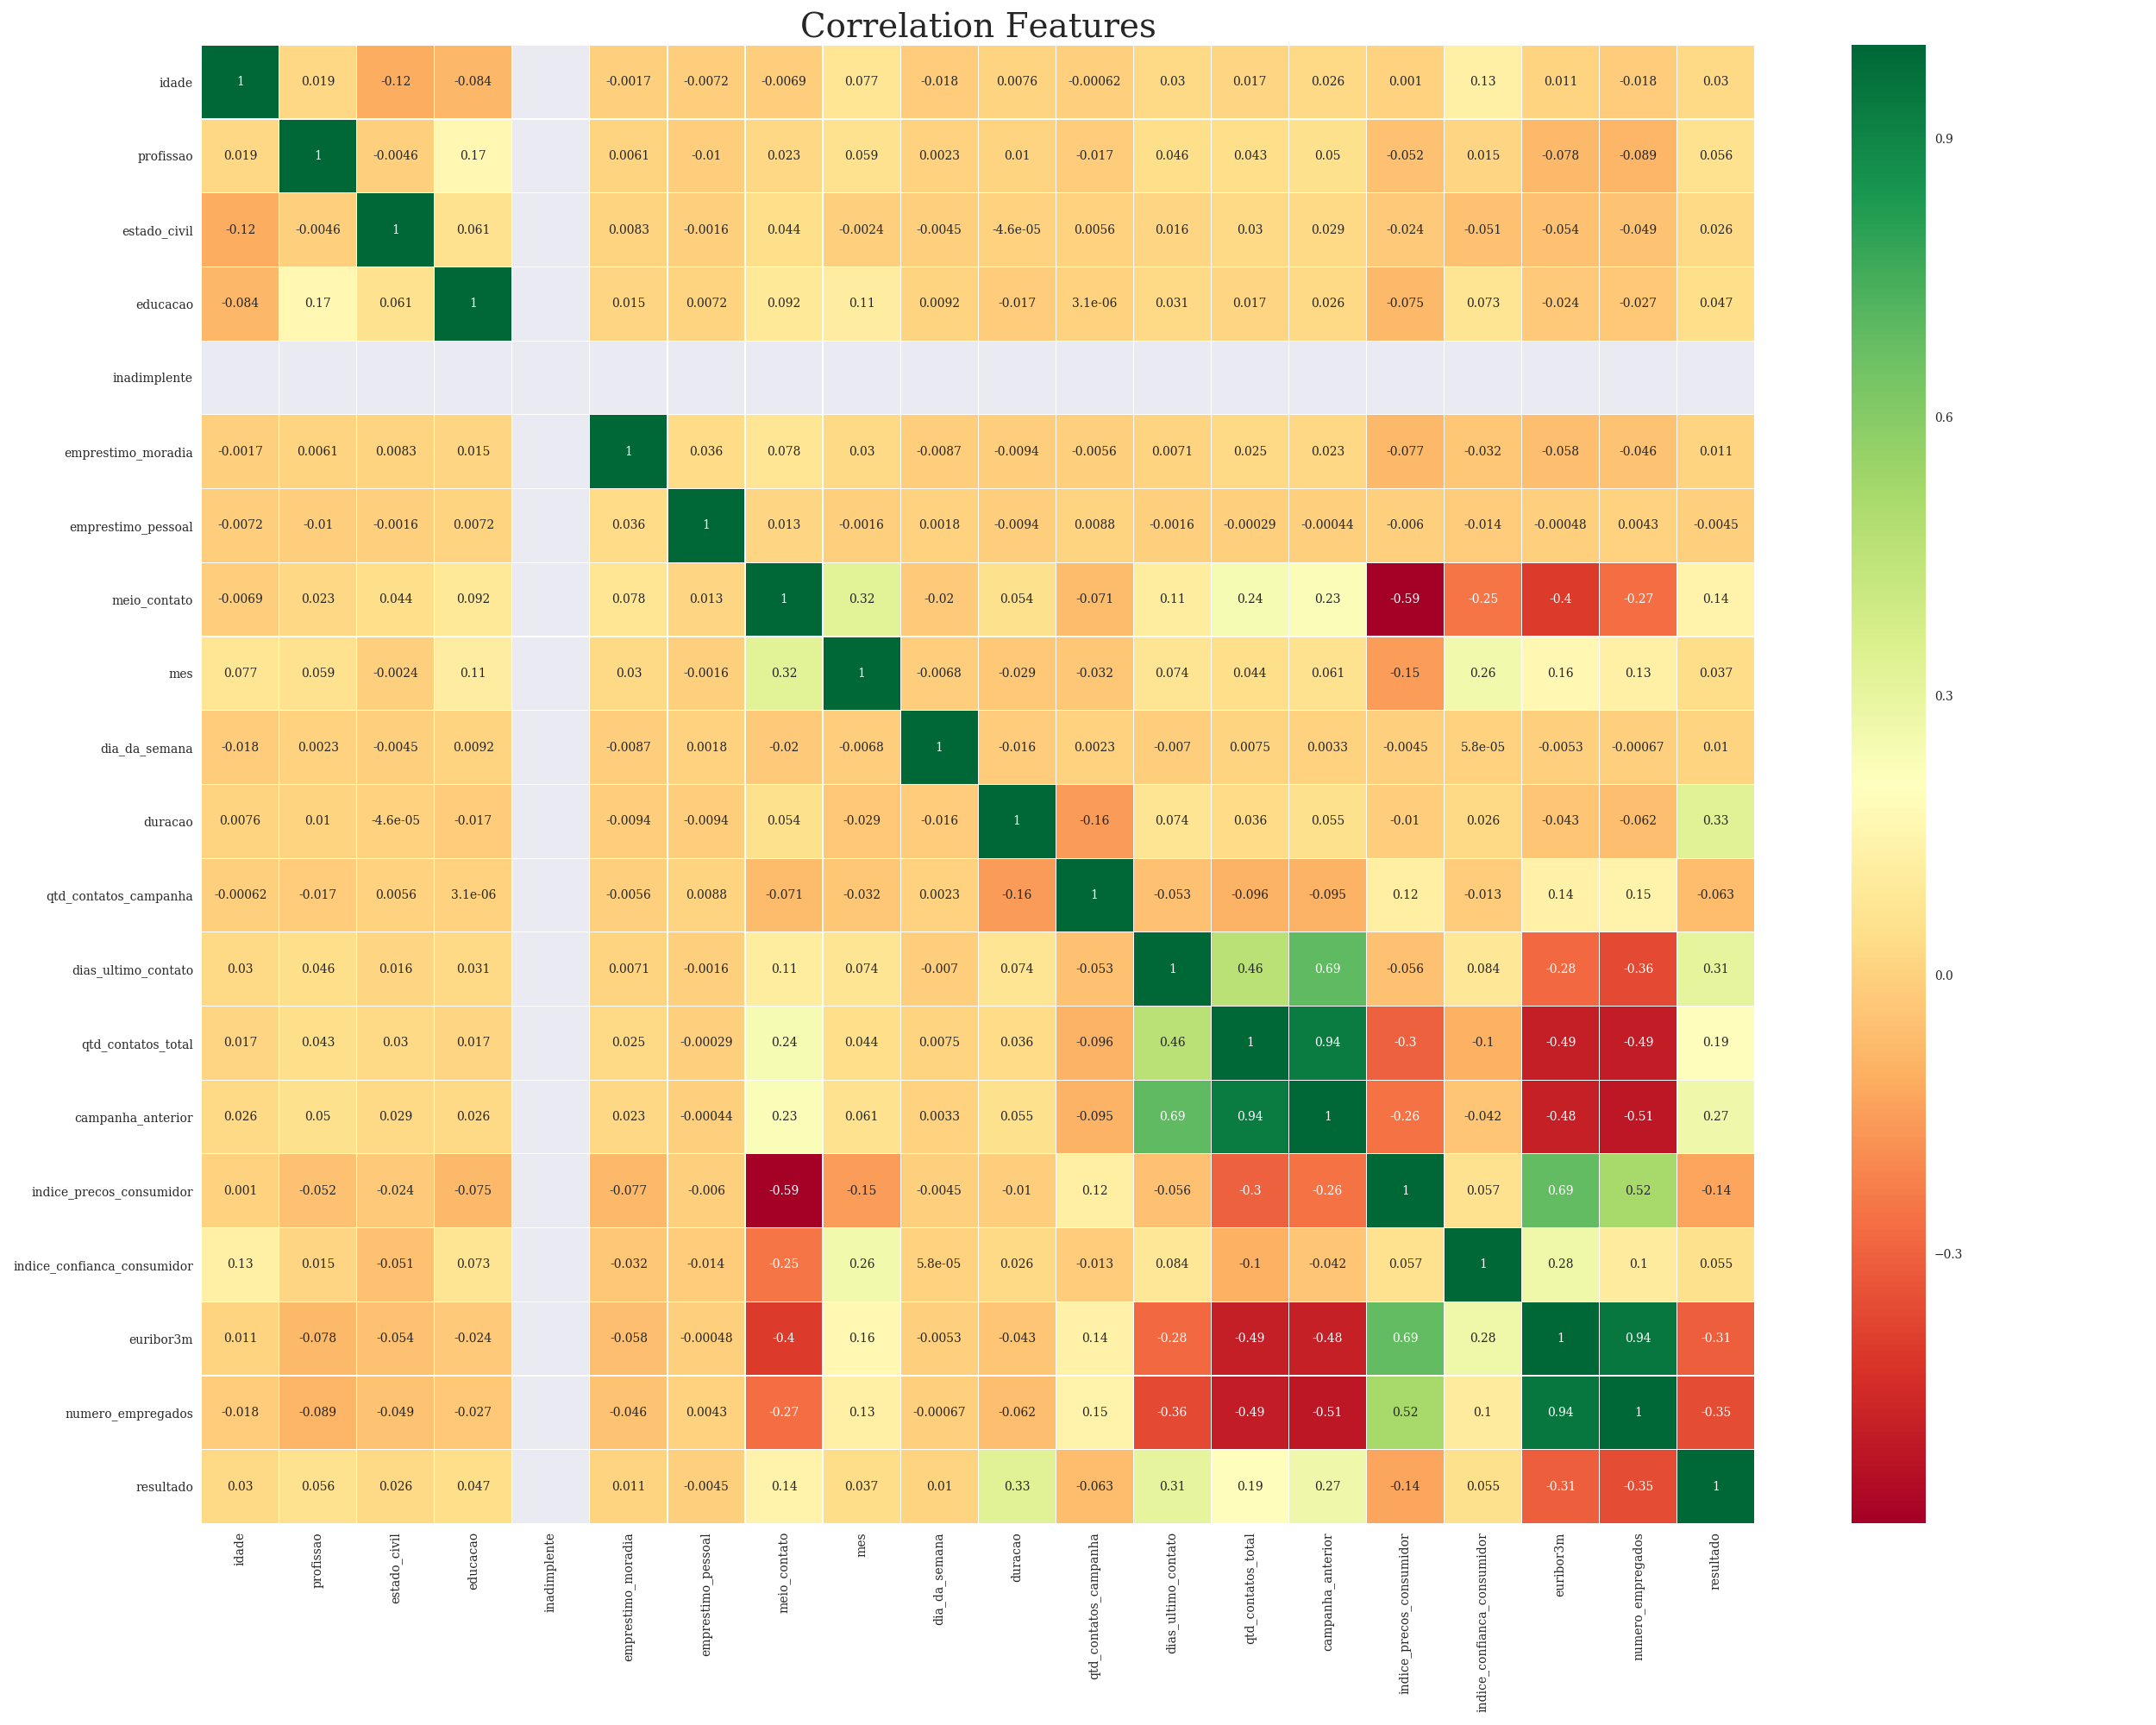 Correlation Features
idade 1 0.019 -0.12 -0.084 -0.0017 -0.0072 -0.0069 0.077 -0.018 0.0076 -0.00062 0.03 0.017 0.026 0.001 0.13 0.011 -0.018 0.03
profissao 0.019 1 -0.0046 0.17 0.0061 -0.01 0.023 0.059 0.0023 0.01 -0.017 0.046 0.043 0.05 -0.052 0.015 -0.078 -0.089 0.056
estado_civil -0.12 -0.0046 1 0.061 0.0083 -0.0016 0.044 -0.0024 -0.0045 -4.6e-05 0.0056 0.016 0.03 0.029 -0.024 -0.051 -0.054 -0.049 0.026
educacao -0.084 0.17 0.061 1 0.015 0.0072 0.092 0.11 0.0092 -0.017 3.1e-06 0.031 0.017 0.026 -0.075 0.073 -0.024 -0.027 0.047
inadimplente
emprestimo_moradia -0.0017 0.0061 0.0083 0.015 1 0.036 0.078 0.03 -0.0087 -0.0094 -0.0056 0.0071 0.025 0.023 -0.077 -0.032 -0.058 -0.046 0.011
emprestimo_pessoal -0.0072 -0.01 -0.0016 0.0072 0.036 1 0.013 -0.0016 0.0018 -0.0094 0.0088 -0.0016 -0.00029 -0.00044 -0.006 -0.014 -0.00048 0.0043 -0.0045
meio_contato -0.0069 0.023 0.044 0.092 0.078 0.013 1 0.32 -0.02 0.054 -0.071 0.11 0.24 0.23 -0.59 -0.25 -0.4 -0.27 0.14
mes 0.077 0.059 -0.0024 0.11 0.03 -0.0016 0.32 1 -0.0068 -0.029 -0.032 0.074 0.044 0.061 -0.15 0.26 0.16 0.13 0.037
dia_da_semana -0.018 0.0023 -0.0045 0.0092 -0.0087 0.0018 -0.02 -0.0068 1 -0.016 0.0023 -0.007 0.0075 0.0033 -0.0045 5.8e-05 -0.0053 -0.00067 0.01
duracao 0.0076 0.01 -4.6e-05 -0.017 -0.0094 -0.0094 0.054 -0.029 -0.016 1 -0.16 0.074 0.036 0.055 -0.01 0.026 -0.043 -0.062 0.33
qtd_contatos_campanha -0.00062 -0.017 0.0056 3.1e-06 -0.0056 0.0088 -0.071 -0.032 0.0023 -0.16 1 -0.053 -0.096 -0.095 0.12 -0.013 0.14 0.15 -0.063
dias_ultimo_contato 0.03 0.046 0.016 0.031 0.0071 -0.0016 0.11 0.074 -0.007 0.074 -0.053 1 0.46 0.69 -0.056 0.084 -0.28 -0.36 0.31
qtd_contatos_total 0.017 0.043 0.03 0.017 0.025 -0.00029 0.24 0.044 0.0075 0.036 -0.096 0.46 1 0.94 -0.3 -0.1 -0.49 -0.49 0.19
campanha_anterior 0.026 0.05 0.029 0.026 0.023 -0.00044 0.23 0.061 0.0033 0.055 -0.095 0.69 0.94 1 -0.26 -0.042 -0.48 -0.51 0.27
indice_precos_consumidor 0.001 -0.052 -0.024 -0.075 -0.077 -0.006 -0.59 -0.15 -0.0045 -0.01 0.12 -0.056 -0.3 -0.26 1 0.057 0.69 0.52 -0.14
indice_confianca_consumidor 0.13 0.015 -0.051 0.073 -0.032 -0.014 -0.25 0.26 5.8e-05 0.026 -0.013 0.084 -0.1 -0.042 0.057 1 0.28 0.1 0.055
euribor3m 0.011 -0.078 -0.054 -0.024 -0.058 -0.00048 -0.4 0.16 -0.0053 -0.043 0.14 -0.28 -0.49 -0.48 0.69 0.28 1 0.94 -0.31
numero_empregados -0.018 -0.089 -0.049 -0.027 -0.046 0.0043 -0.27 0.13 -0.00067 -0.062 0.15 -0.36 -0.49 -0.51 0.52 0.1 0.94 1 -0.35
resultado 0.03 0.056 0.026 0.047 0.011 -0.0045 0.14 0.037 0.01 0.33 -0.063 0.31 0.19 0.27 -0.14 0.055 -0.31 -0.35 1
idade
profissao
estado_civil
educacao
inadimplente
emprestimo_moradia
emprestimo_pessoal
meio_contato
mes
dia_da_semana
duracao
qtd_contatos_campanha
dias_ultimo_contato
qtd_contatos_total
campanha_anterior
indice_precos_consumidor
indice_confianca_consumidor
euribor3m
numero_empregados
resultado
0.9
0.6
0.3
0.0
−0.3